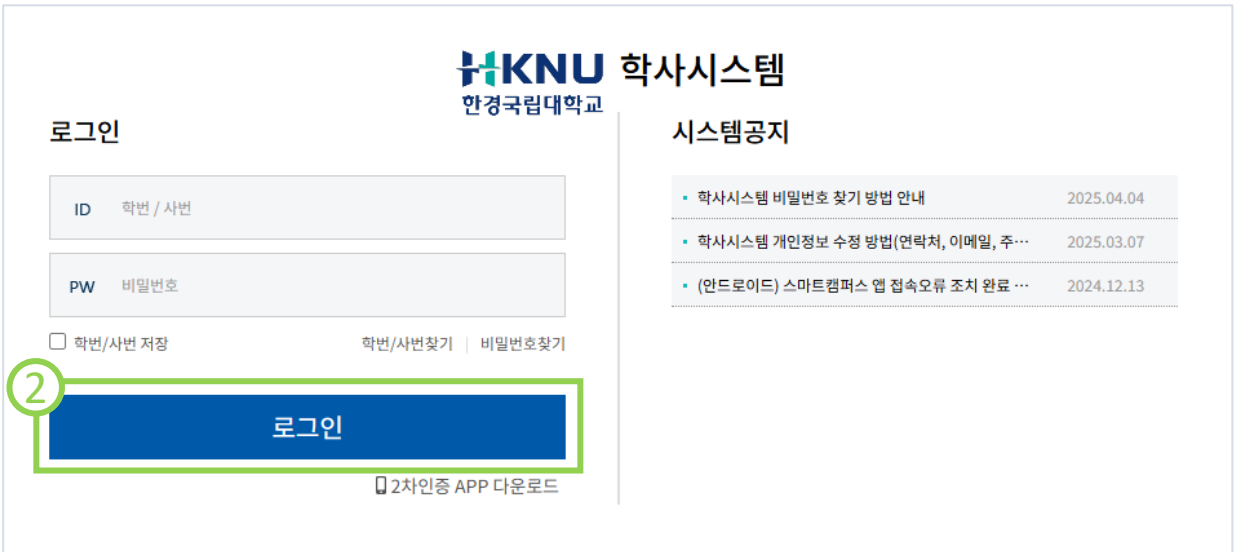 HKNU 학사시스템
한경국립대학교
로그인
ID 학번 / 사번
PW 비밀번호
학번/사번 저장 학번/사번찾기 | 비밀번호찾기
2
로그인
2차인증 APP 다운로드
시스템공지
학사시스템 비밀번호 찾기 방법 안내 2025.04.04
학사시스템 개인정보 수정 방법(연락처, 이메일, 주… 2025.03.07
(안드로이드) 스마트캠퍼스 앱 접속오류 조치 완료 … 2024.12.13